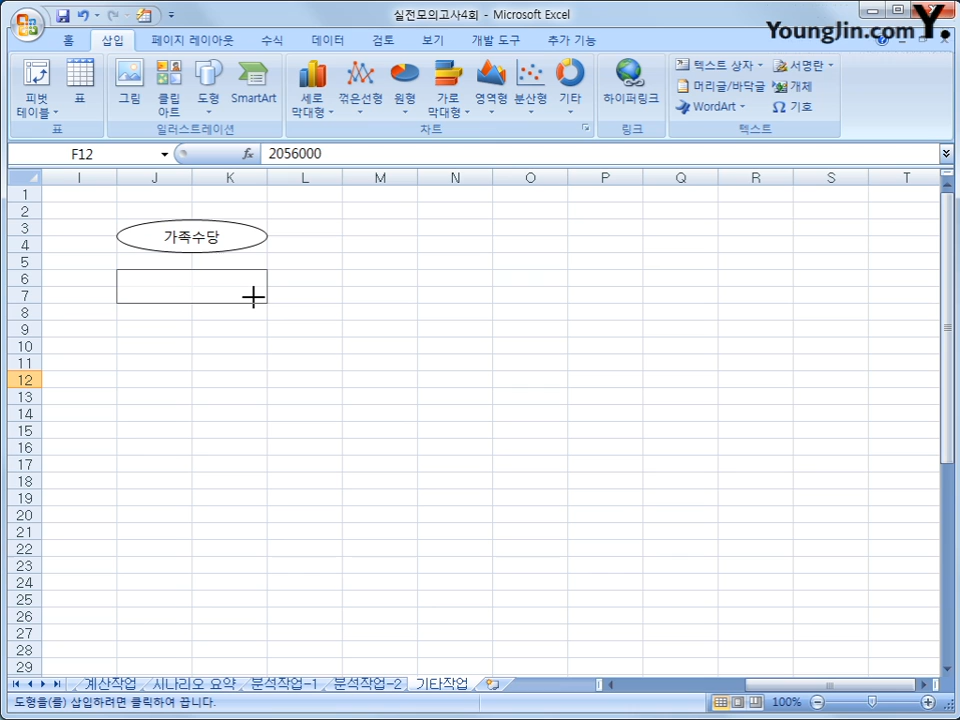 실전모의고사4회 - Microsoft Excel
YoungJin.com Y.
홈 삽입 페이지 레이아웃 수식 데이터 검토 보기 개발 도구 추가 기능
피벗 테이블 표 그림 클립 아트 도형 SmartArt 세로 막대형 꺾은선형 원형 가로 막대형 영역형 분산형 기타 하이퍼링크 텍스트 상자 서명란
머리글/바닥글 개체
WordArt Ω 기호
표 일러스트레이션 차트 링크 텍스트
F12 fx 2056000
I J K L M N O P Q R S T
1
2
3
가족수당
4
5
6
7
8
9
10
11
12
13
14
15
16
17
18
19
20
21
22
23
24
25
26
27
28
29
계산작업 시나리오 요약 분석작업-1 분석작업-2 기타작업
도형을(를) 삽입하려면 클릭하여 끕니다. 100%